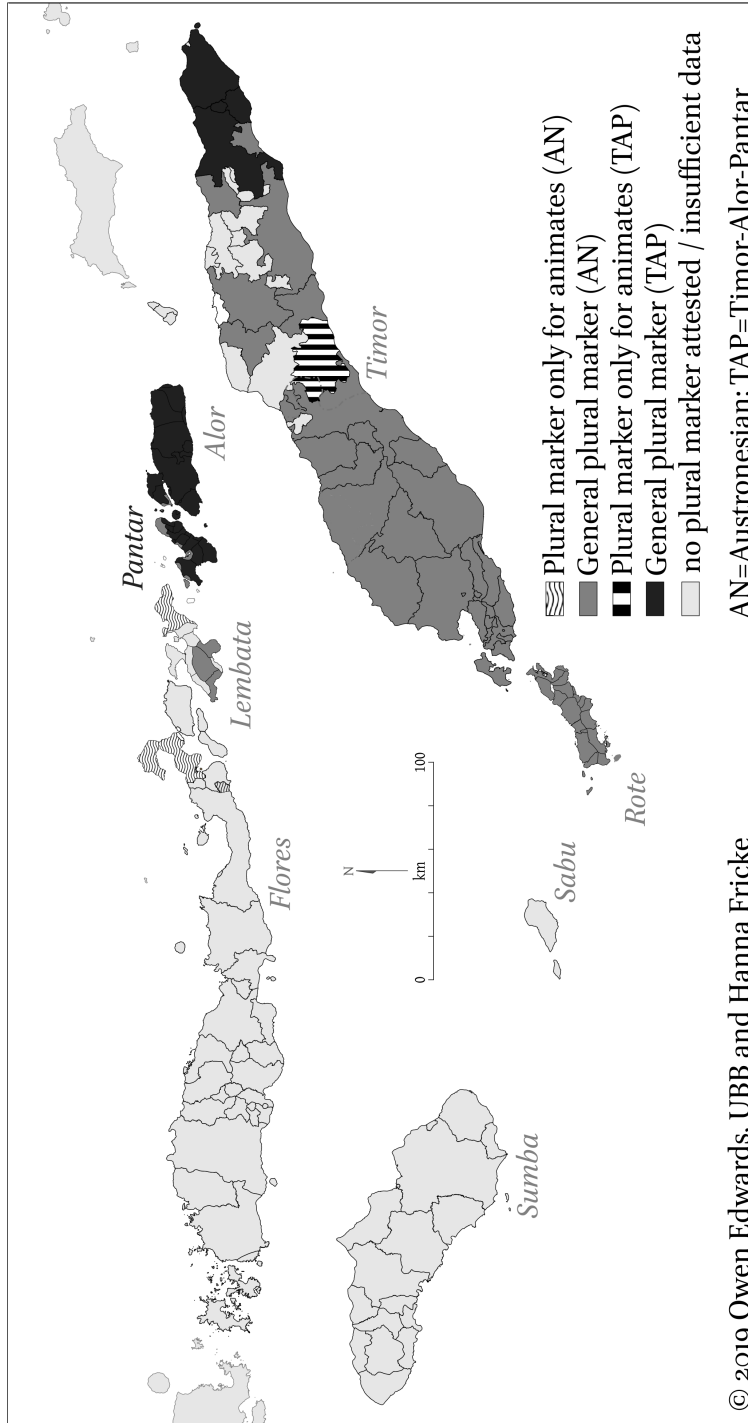 Pantar
Alor
Lembata
Flores
Timor
Rote
Sabu
Sumba
N
0
km
100
Plural marker only for animates (AN)
General plural marker (AN)
Plural marker only for animates (TAP)
General plural marker (TAP)
no plural marker attested / insufficient data
© 2019 Owen Edwards, UBB and Hanna Fricke
AN=Austronesian; TAP=Timor-Alor-Pantar